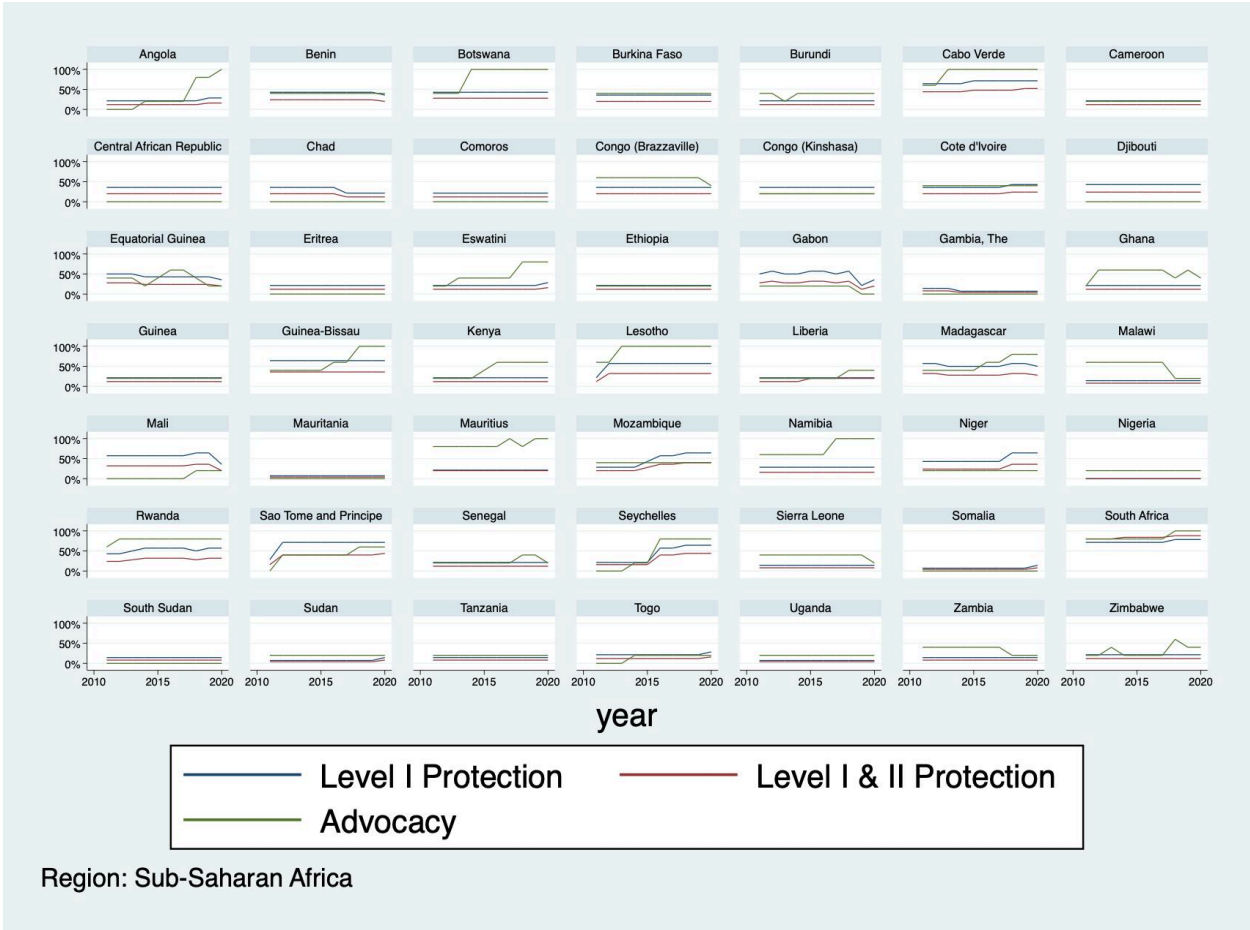 Angola Benin Botswana Burkina Faso Burundi Cabo Verde Cameroon
100%
50%
0%
Central African Republic Chad Comoros Congo (Brazzaville) Congo (Kinshasa) Cote d'Ivoire Djibouti
100%
50%
0%
Equatorial Guinea Eritrea Eswatini Ethiopia Gabon Gambia, The Ghana
100%
50%
0%
Guinea Guinea-Bissau Kenya Lesotho Liberia Madagascar Malawi
100%
50%
0%
Mali Mauritania Mauritius Mozambique Namibia Niger Nigeria
100%
50%
0%
Rwanda Sao Tome and Principe Senegal Seychelles Sierra Leone Somalia South Africa
100%
50%
0%
South Sudan Sudan Tanzania Togo Uganda Zambia Zimbabwe
100%
50%
0%
2010 2015 2020 2010 2015 2020 2010 2015 2020 2010 2015 2020 2010 2015 2020 2010 2015 2020 2010 2015 2020
year
Level I Protection Level I & II Protection
Advocacy
Region: Sub-Saharan Africa